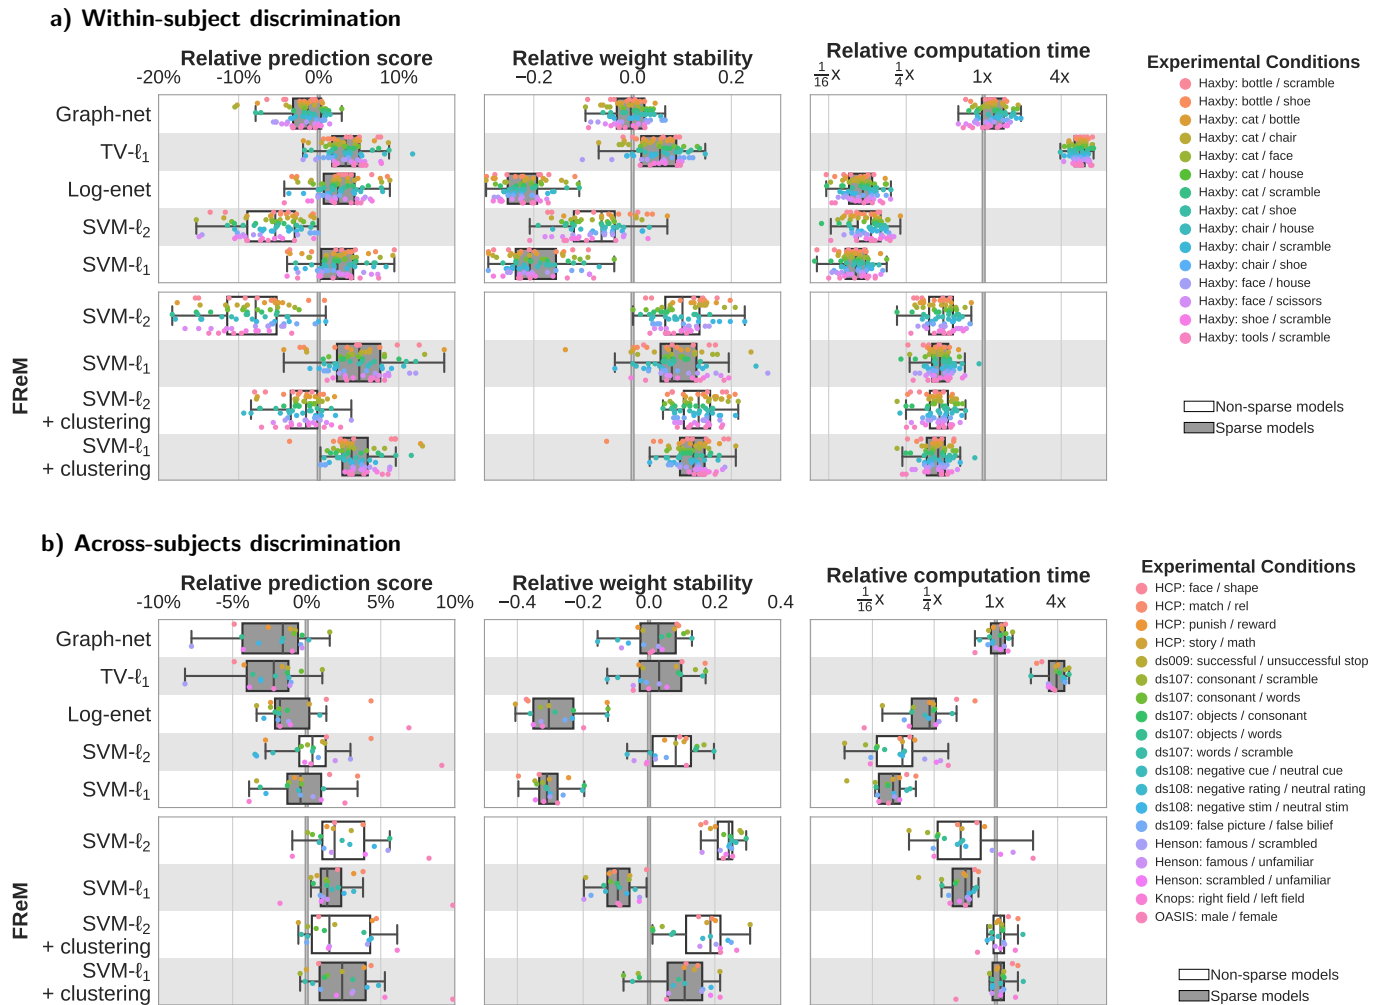 a) Within-subject discrimination
Relative prediction score
Relative weight stability
Relative computation time
-20% -10% 0% 10%
−0.2 0.0 0.2
1/16 x 1/4 x 1x 4x
Graph-net
TV-ℓ1
Log-enet
SVM-ℓ2
SVM-ℓ1
FReM
SVM-ℓ2
SVM-ℓ1
SVM-ℓ2
+ clustering
SVM-ℓ1
+ clustering
Experimental Conditions
Haxby: bottle / scramble
Haxby: bottle / shoe
Haxby: cat / bottle
Haxby: cat / chair
Haxby: cat / face
Haxby: cat / house
Haxby: cat / scramble
Haxby: cat / shoe
Haxby: chair / house
Haxby: chair / scramble
Haxby: chair / shoe
Haxby: face / house
Haxby: face / scissors
Haxby: shoe / scramble
Haxby: tools / scramble
Non-sparse models
Sparse models
b) Across-subjects discrimination
Relative prediction score
Relative weight stability
Relative computation time
-10% -5% 0% 5% 10%
−0.4 −0.2 0.0 0.2 0.4
1/16 x 1/4 x 1x 4x
Graph-net
TV-ℓ1
Log-enet
SVM-ℓ2
SVM-ℓ1
FReM
SVM-ℓ2
SVM-ℓ1
SVM-ℓ2
+ clustering
SVM-ℓ1
+ clustering
Experimental Conditions
HCP: face / shape
HCP: match / rel
HCP: punish / reward
HCP: story / math
ds009: successful / unsuccessful stop
ds107: consonant / scramble
ds107: consonant / words
ds107: objects / consonant
ds107: objects / words
ds107: words / scramble
ds108: negative cue / neutral cue
ds108: negative rating / neutral rating
ds108: negative stim / neutral stim
ds109: false picture / false bilief
Henson: famous / scrambled
Henson: famous / unfamiliar
Henson: scrambled / unfamiliar
Knops: right field / left field
OASIS: male / female
Non-sparse models
Sparse models